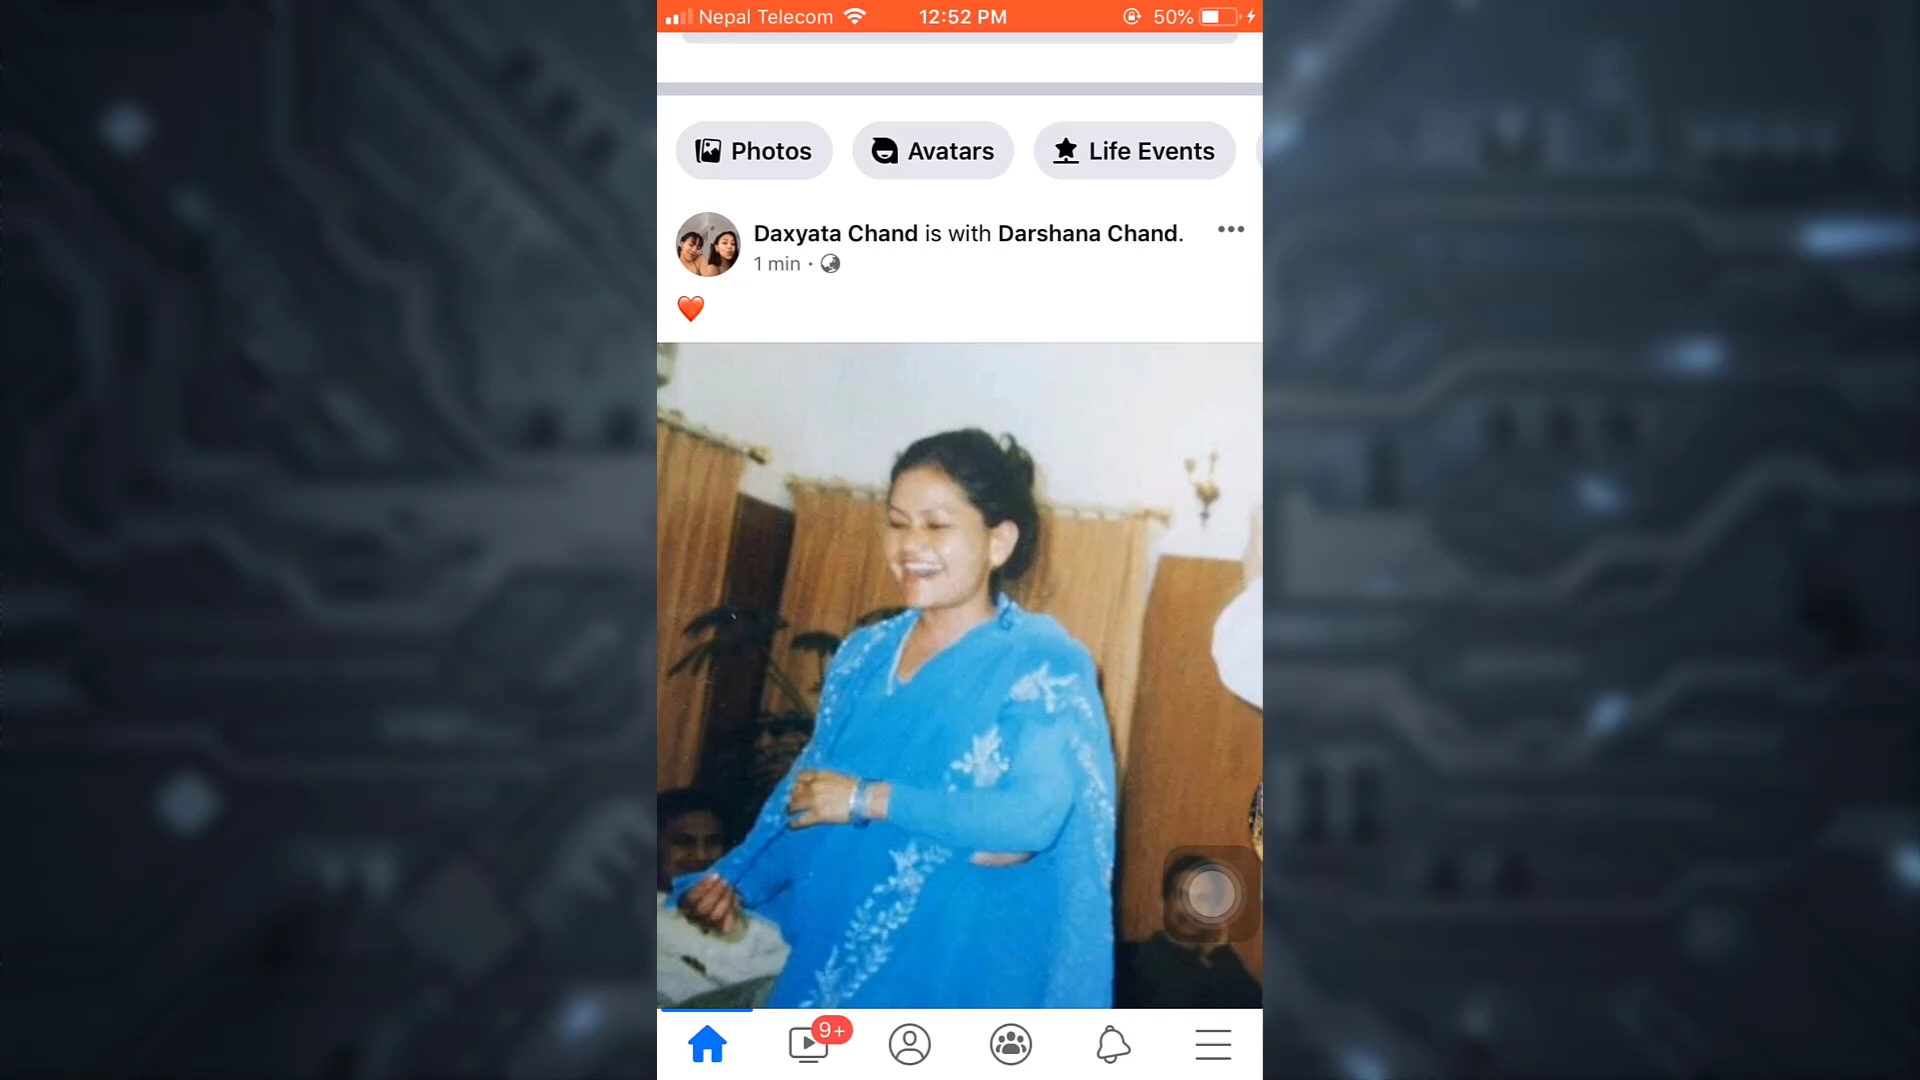 Nepal Telecom 12:52 PM 50%
Photos Avatars Life Events
Daxyata Chand is with Darshana Chand.
1 min ·
9+